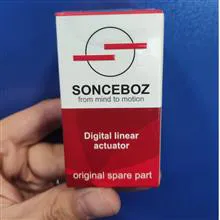 SONCEBOZ
from mind to motion
Digital linear
actuator
original spare part